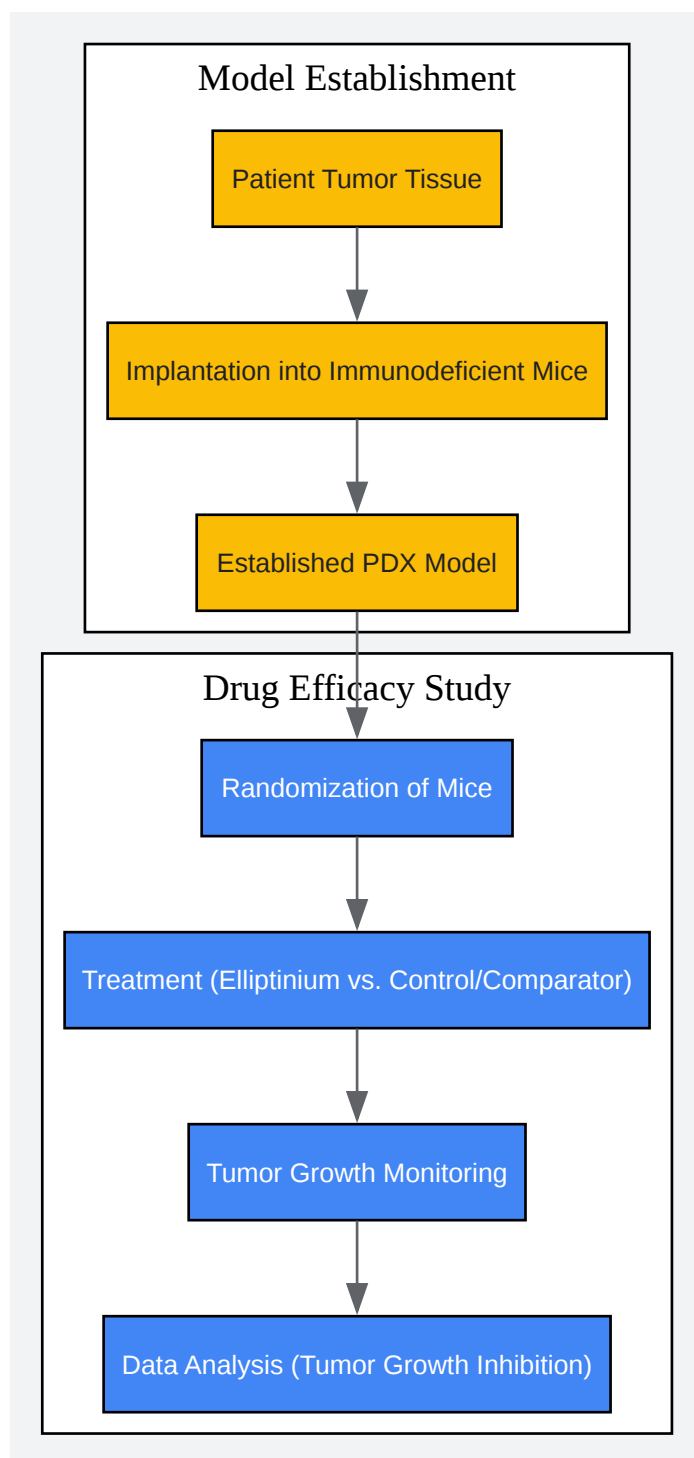 Model Establishment
Patient Tumor Tissue
Implantation into Immunodeficient Mice
Established PDX Model
Drug Efficacy Study
Randomization of Mice
Treatment (Elliptinium vs. Control/Comparator)
Tumor Growth Monitoring
Data Analysis (Tumor Growth Inhibition)